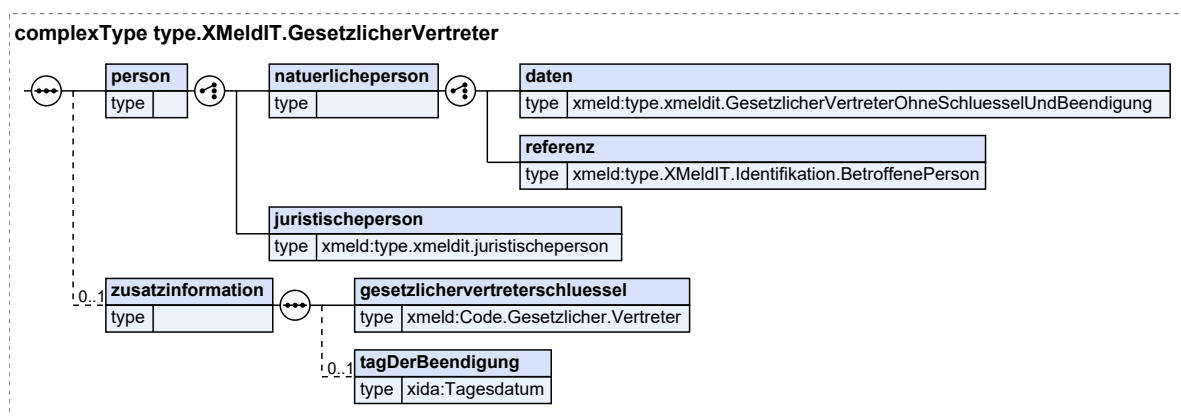 complexType type.XMeldIT.GesetzlicherVertreter
person
type
natuerlicheperson
type
daten
type xmeld:type.xmeldit.GesetzlicherVertreterOhneSchluesselUndBeendigung
referenz
type xmeld:type.XMeldIT.Identifikation.BetroffenePerson
juristischeperson
type xmeld:type.xmeldit.juristischeperson
0..1
zusatzinformation
type
gesetzlichervertreterschluessel
type xmeld:Code.Gesetzlicher.Vertreter
0..1
tagDerBeendigung
type xida:Tagesdatum